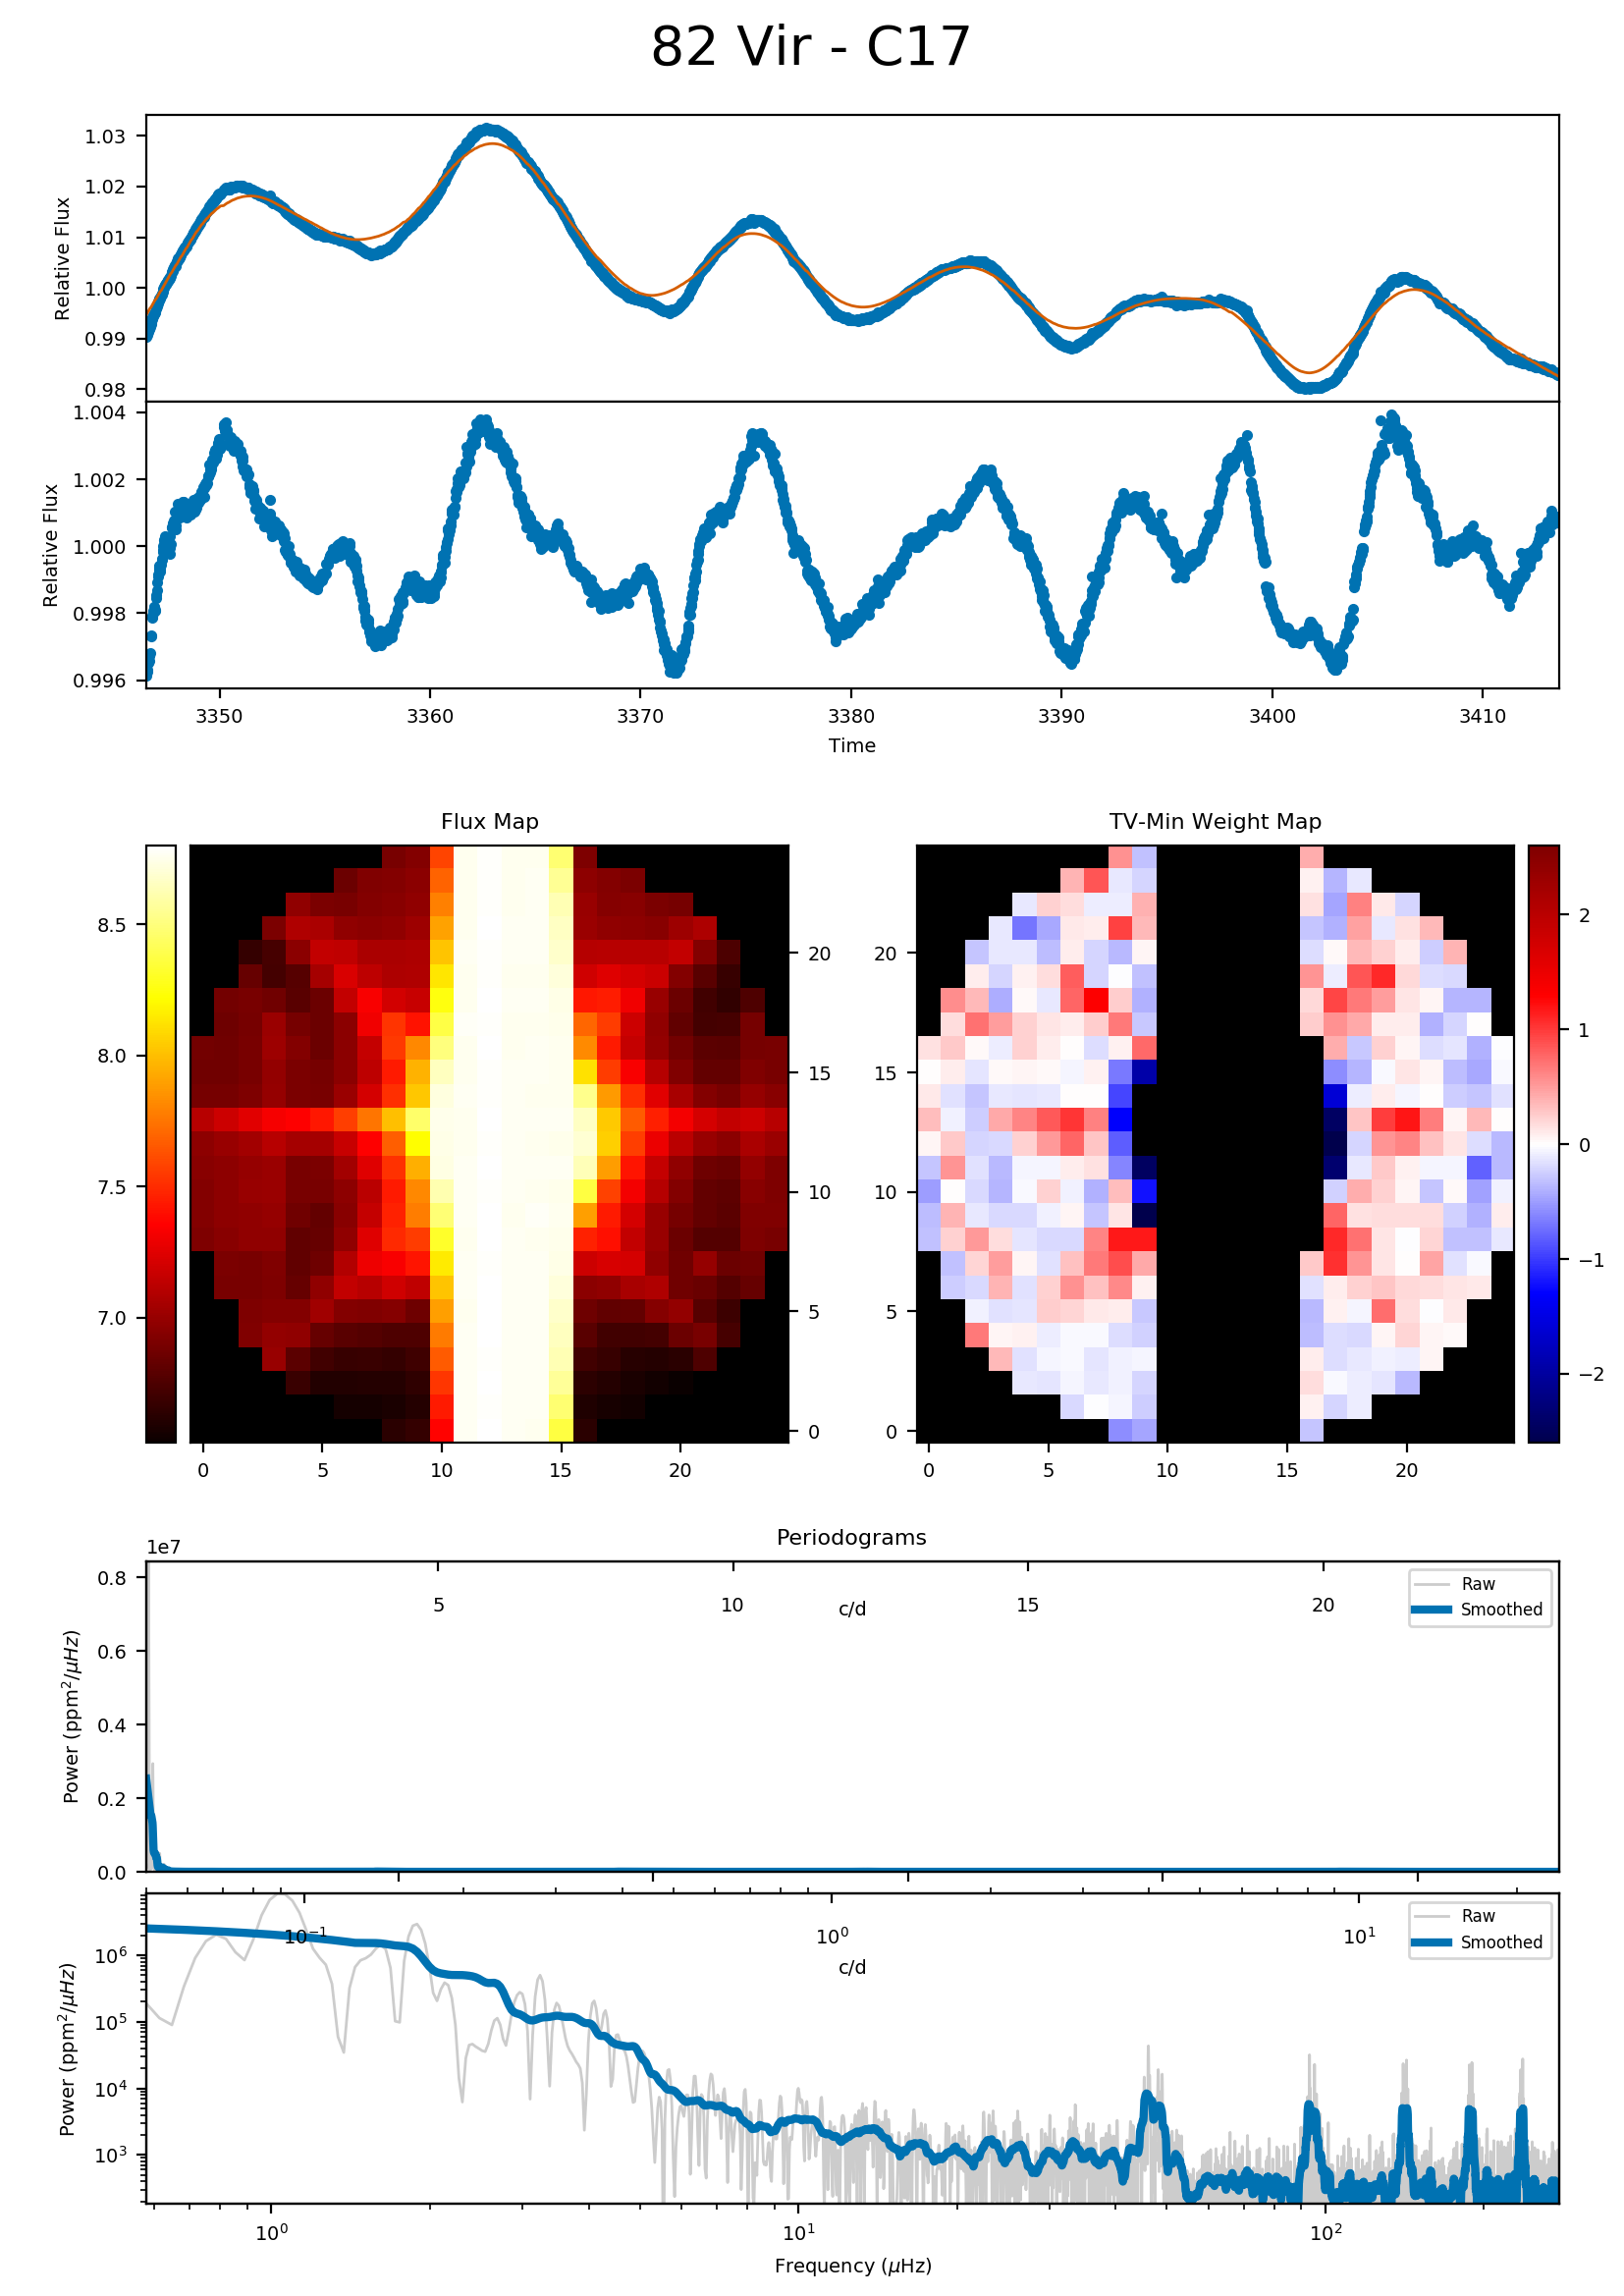 82 Vir - C17
1.03
1.02
1.01
1.00
0.99
0.98
Relative Flux
1.004
1.002
1.000
0.998
0.996
Relative Flux
3350 3360 3370 3380 3390 3400 3410
Time
Flux Map
8.5
8.0
7.5
7.0
20
15
10
5
0
0 5 10 15 20
TV-Min Weight Map
20
15
10
5
0
0 5 10 15 20
2
1
0
−1
−2
Periodograms
1e7
0.8
0.6
0.4
0.2
0.0
Power (ppm²/μHz)
5 10 15 20
c/d
Raw
Smoothed
10⁶
10⁵
10⁴
10³
Power (ppm²/μHz)
10⁻¹ 10⁰ 10¹
c/d
Raw
Smoothed
10⁰ 10¹ 10²
Frequency (μHz)